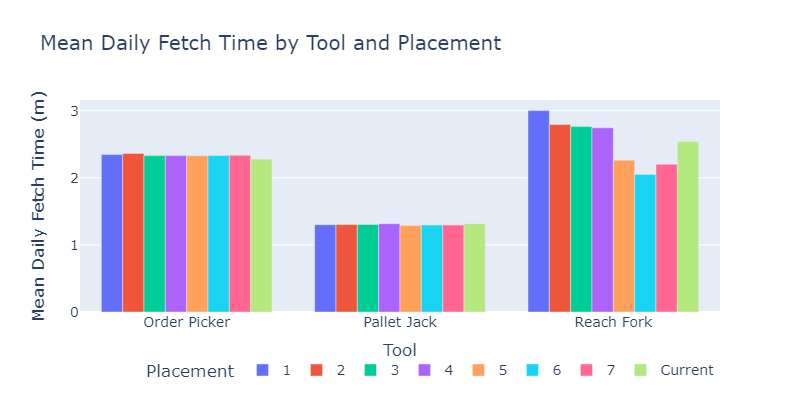 Mean Daily Fetch Time by Tool and Placement
Mean Daily Fetch Time (m)
3
2
1
0
Order Picker Pallet Jack Reach Fork
Tool
Placement 1 2 3 4 5 6 7 Current